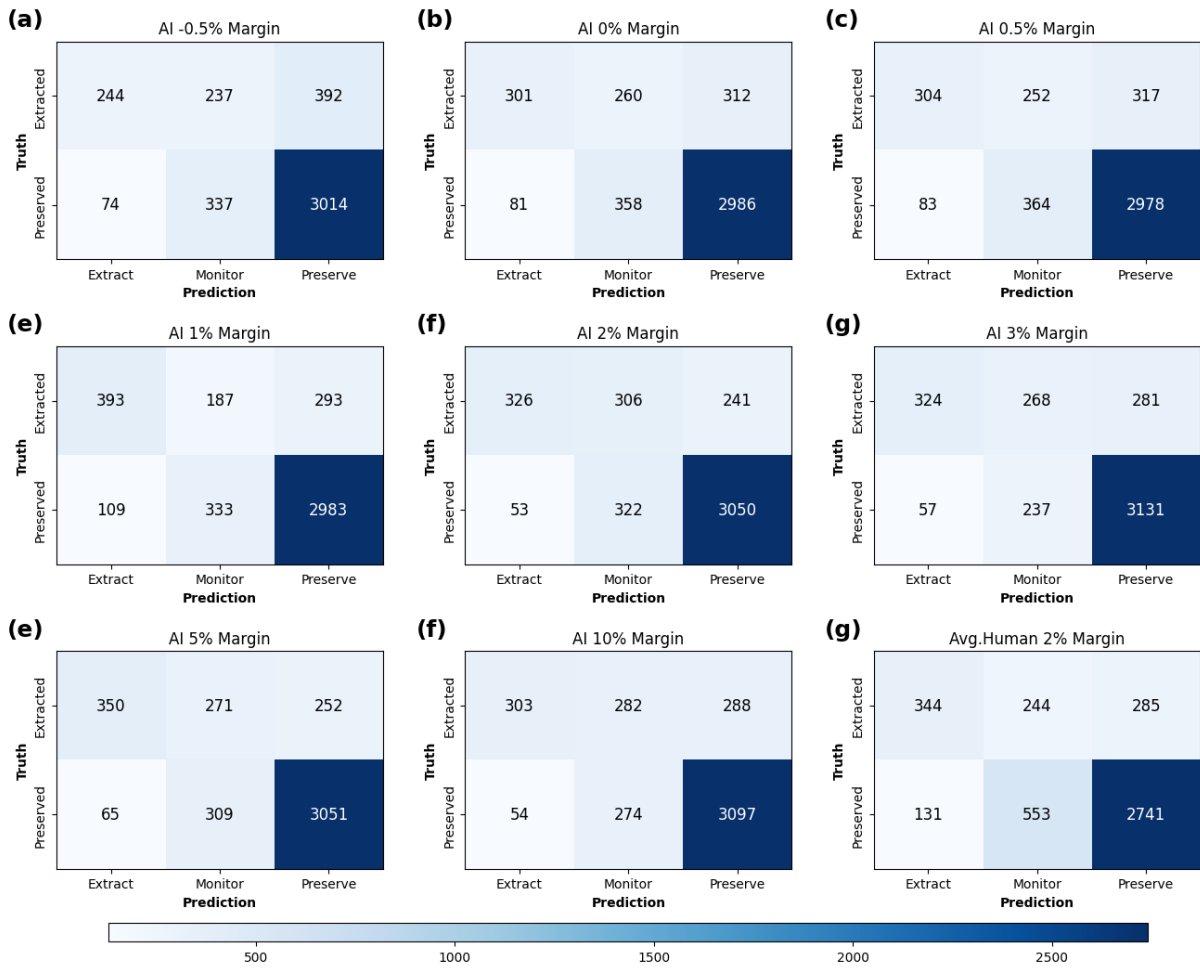 (a) AI -0.5% Margin
Truth
Extracted 244 237 392
Preserved 74 337 3014
Extract Monitor Preserve
Prediction
(b) AI 0% Margin
Truth
Extracted 301 260 312
Preserved 81 358 2986
Extract Monitor Preserve
Prediction
(c) AI 0.5% Margin
Truth
Extracted 304 252 317
Preserved 83 364 2978
Extract Monitor Preserve
Prediction
(e) AI 1% Margin
Truth
Extracted 393 187 293
Preserved 109 333 2983
Extract Monitor Preserve
Prediction
(f) AI 2% Margin
Truth
Extracted 326 306 241
Preserved 53 322 3050
Extract Monitor Preserve
Prediction
(g) AI 3% Margin
Truth
Extracted 324 268 281
Preserved 57 237 3131
Extract Monitor Preserve
Prediction
(e) AI 5% Margin
Truth
Extracted 350 271 252
Preserved 65 309 3051
Extract Monitor Preserve
Prediction
(f) AI 10% Margin
Truth
Extracted 303 282 288
Preserved 54 274 3097
Extract Monitor Preserve
Prediction
(g) Avg.Human 2% Margin
Truth
Extracted 344 244 285
Preserved 131 553 2741
Extract Monitor Preserve
Prediction
500 1000 1500 2000 2500